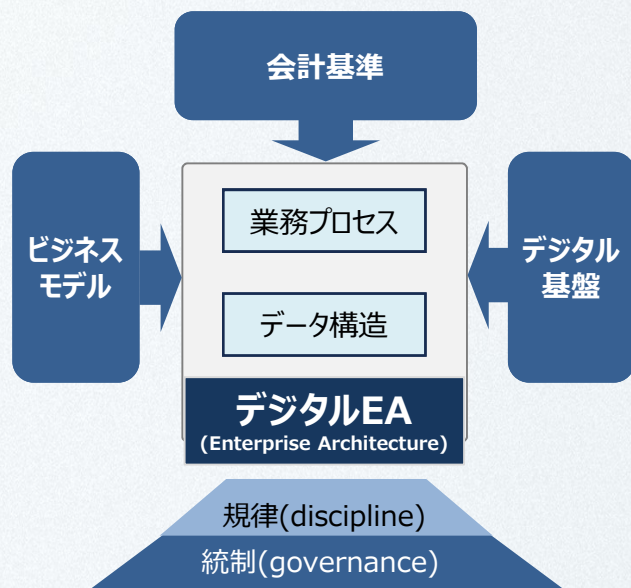 会計基準
ビジネス
モデル
業務プロセス
データ構造
デジタル
基盤
デジタルEA
(Enterprise Architecture)
規律(discipline)
統制(governance)